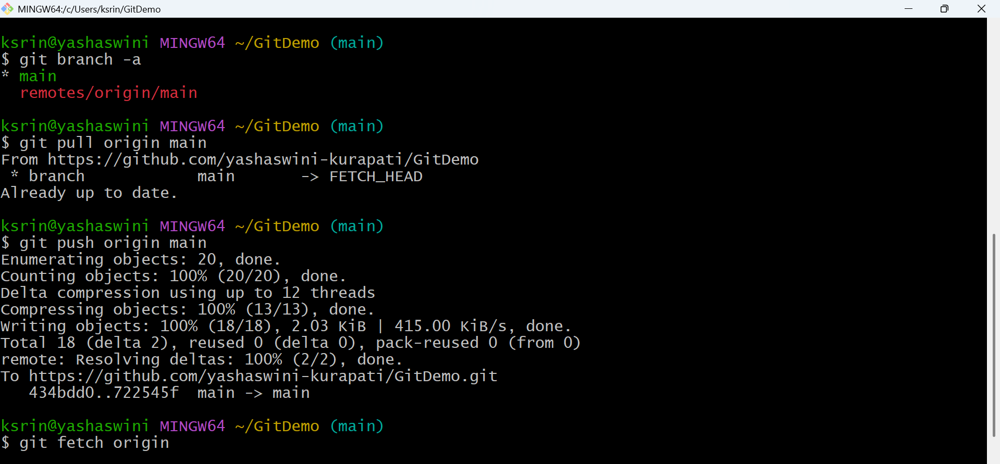 MINGW64:/c/Users/ksrin/GitDemo
ksrin@yashaswini MINGW64 ~/GitDemo (main)
$ git branch -a
* main
  remotes/origin/main
ksrin@yashaswini MINGW64 ~/GitDemo (main)
$ git pull origin main
From https://github.com/yashaswini-kurapati/GitDemo
 * branch            main       -> FETCH_HEAD
Already up to date.
ksrin@yashaswini MINGW64 ~/GitDemo (main)
$ git push origin main
Enumerating objects: 20, done.
Counting objects: 100% (20/20), done.
Delta compression using up to 12 threads
Compressing objects: 100% (13/13), done.
Writing objects: 100% (18/18), 2.03 KiB | 415.00 KiB/s, done.
Total 18 (delta 2), reused 0 (delta 0), pack-reused 0 (from 0)
remote: Resolving deltas: 100% (2/2), done.
To https://github.com/yashaswini-kurapati/GitDemo.git
   434bdd0..722545f  main -> main
ksrin@yashaswini MINGW64 ~/GitDemo (main)
$ git fetch origin